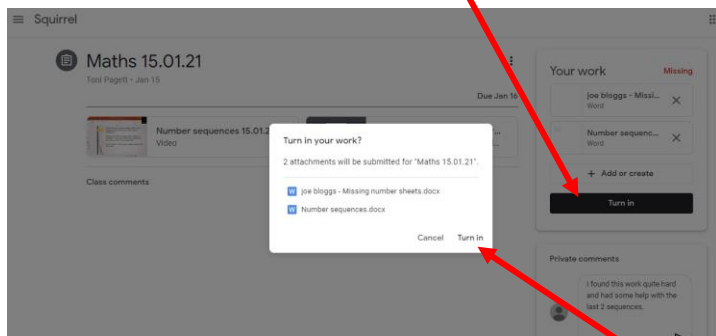 Squirrel
Maths 15.01.21
Toni Pagett • Jan 15
Due Jan 16
Number sequences 15.01.2
Video
Class comments
Turn in your work?
2 attachments will be submitted for "Maths 15.01.21".
joe bloggs - Missing number sheets.docx
Number sequences.docx
Cancel Turn in
Your work Missing
joe bloggs - Missi...
Word
Number sequenc...
Word
+ Add or create
Turn in
Private comments
I found this work quite hard
and had some help with the
last 2 sequences.